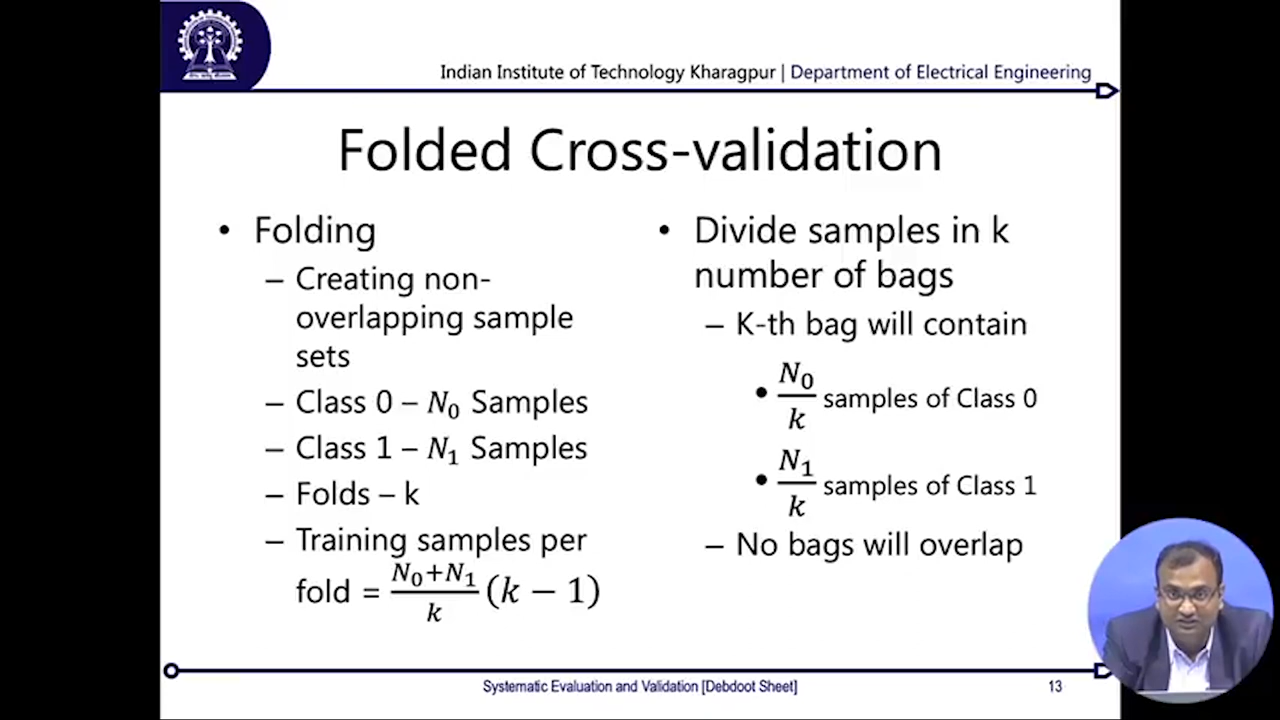 Indian Institute of Technology Kharagpur | Department of Electrical Engineering
Folded Cross-validation
• Folding
– Creating non-
overlapping sample
sets
– Class 0 – N₀ Samples
– Class 1 – N₁ Samples
– Folds – k
– Training samples per
fold = (N₀+N₁)/k (k − 1)
• Divide samples in k
number of bags
– K-th bag will contain
• N₀/k samples of Class 0
• N₁/k samples of Class 1
– No bags will overlap
Systematic Evaluation and Validation [Debdoot Sheet]
13